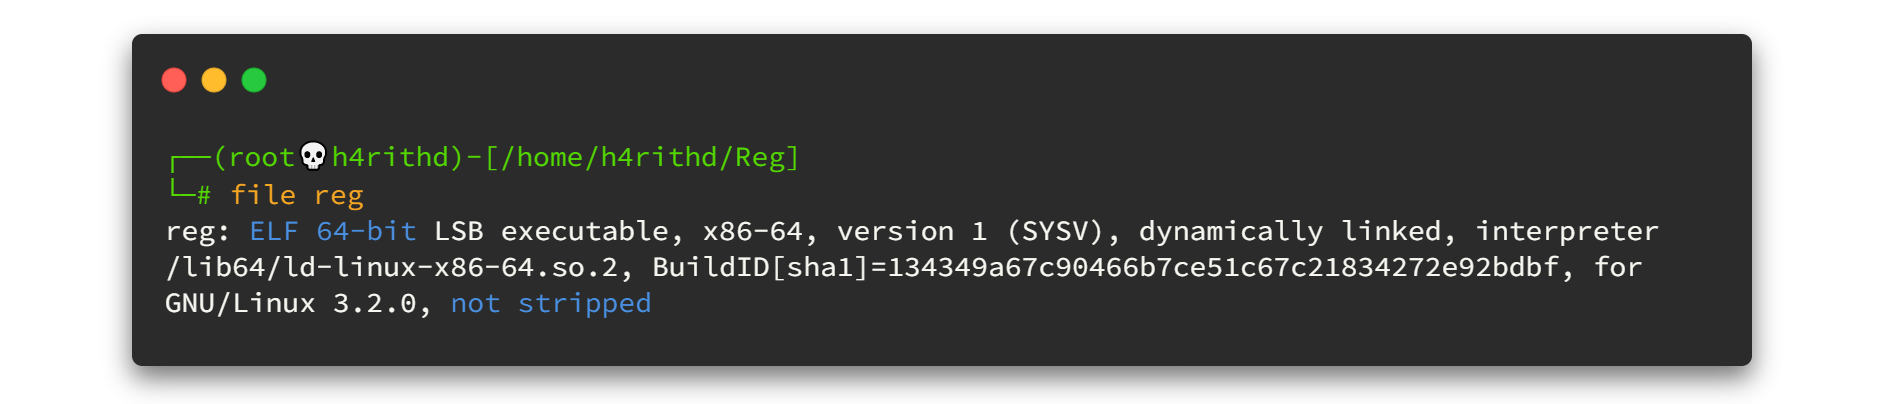 ┌──(root💀h4rithd)-[/home/h4rithd/Reg]
└─# file reg
reg: ELF 64-bit LSB executable, x86-64, version 1 (SYSV), dynamically linked, interpreter
/lib64/ld-linux-x86-64.so.2, BuildID[sha1]=134349a67c90466b7ce51c67c21834272e92bdbf, for
GNU/Linux 3.2.0, not stripped